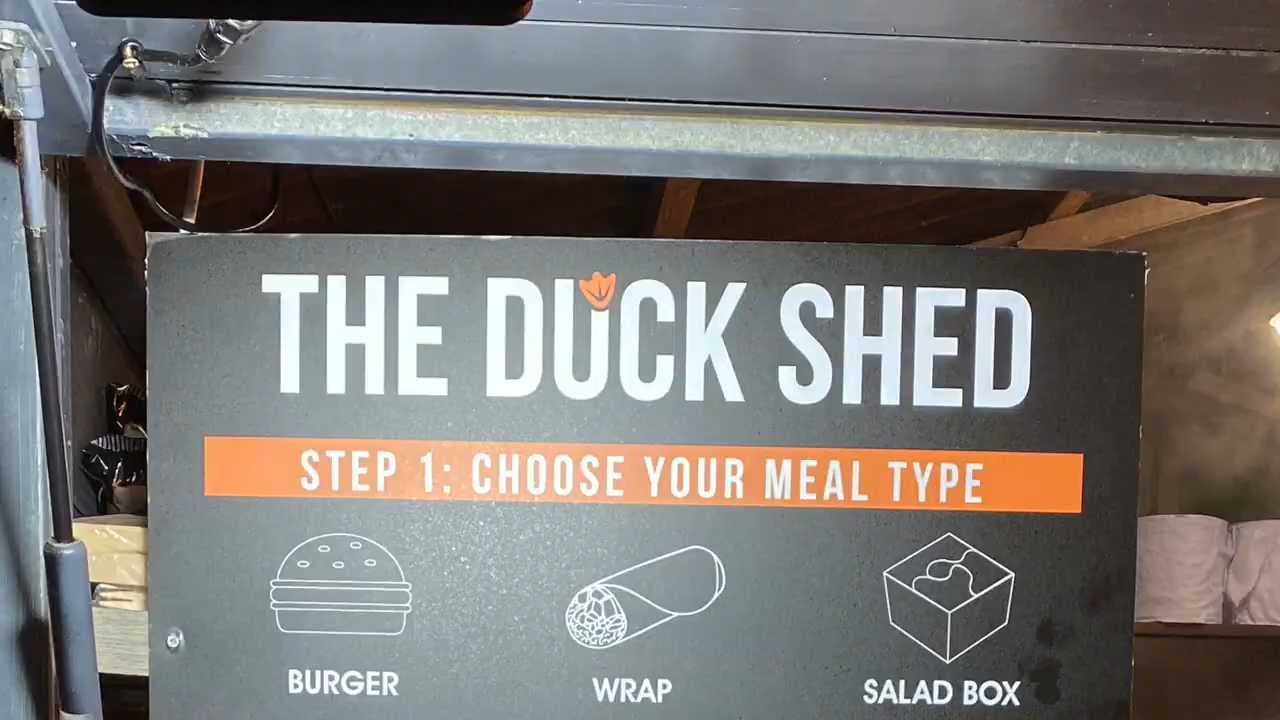 THE DUCK SHED
STEP 1: CHOOSE YOUR MEAL TYPE
BURGER
WRAP
SALAD BOX